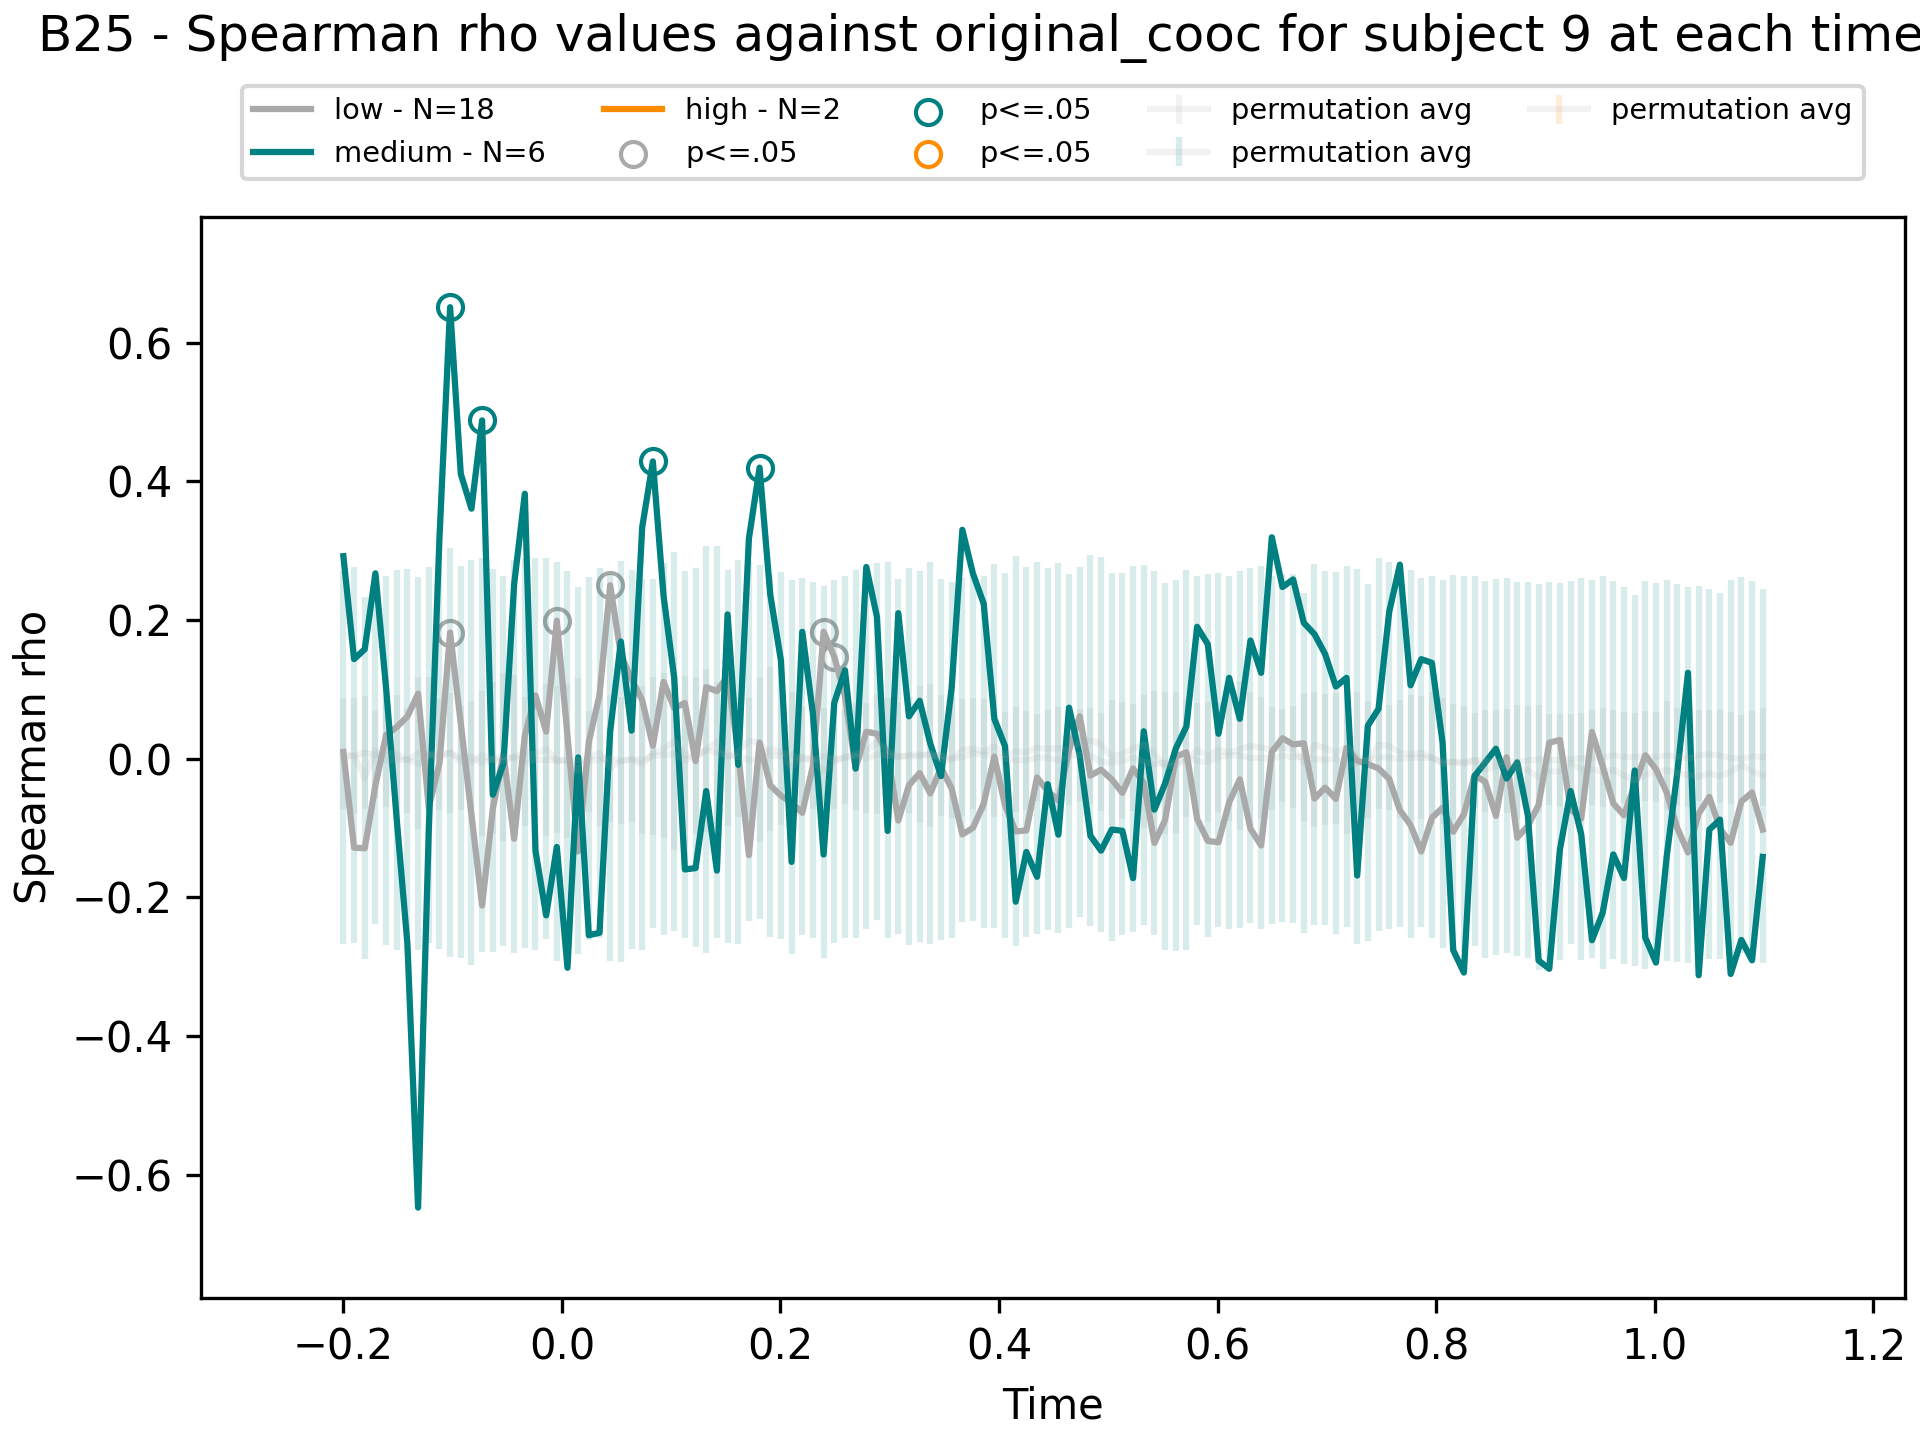 B25 - Spearman rho values against original_cooc for subject 9 at each time
low - N=18
medium - N=6
high - N=2
p<=.05
p<=.05
p<=.05
permutation avg
permutation avg
permutation avg
Spearman rho
0.6
0.4
0.2
0.0
−0.2
−0.4
−0.6
−0.2 0.0 0.2 0.4 0.6 0.8 1.0 1.2
Time